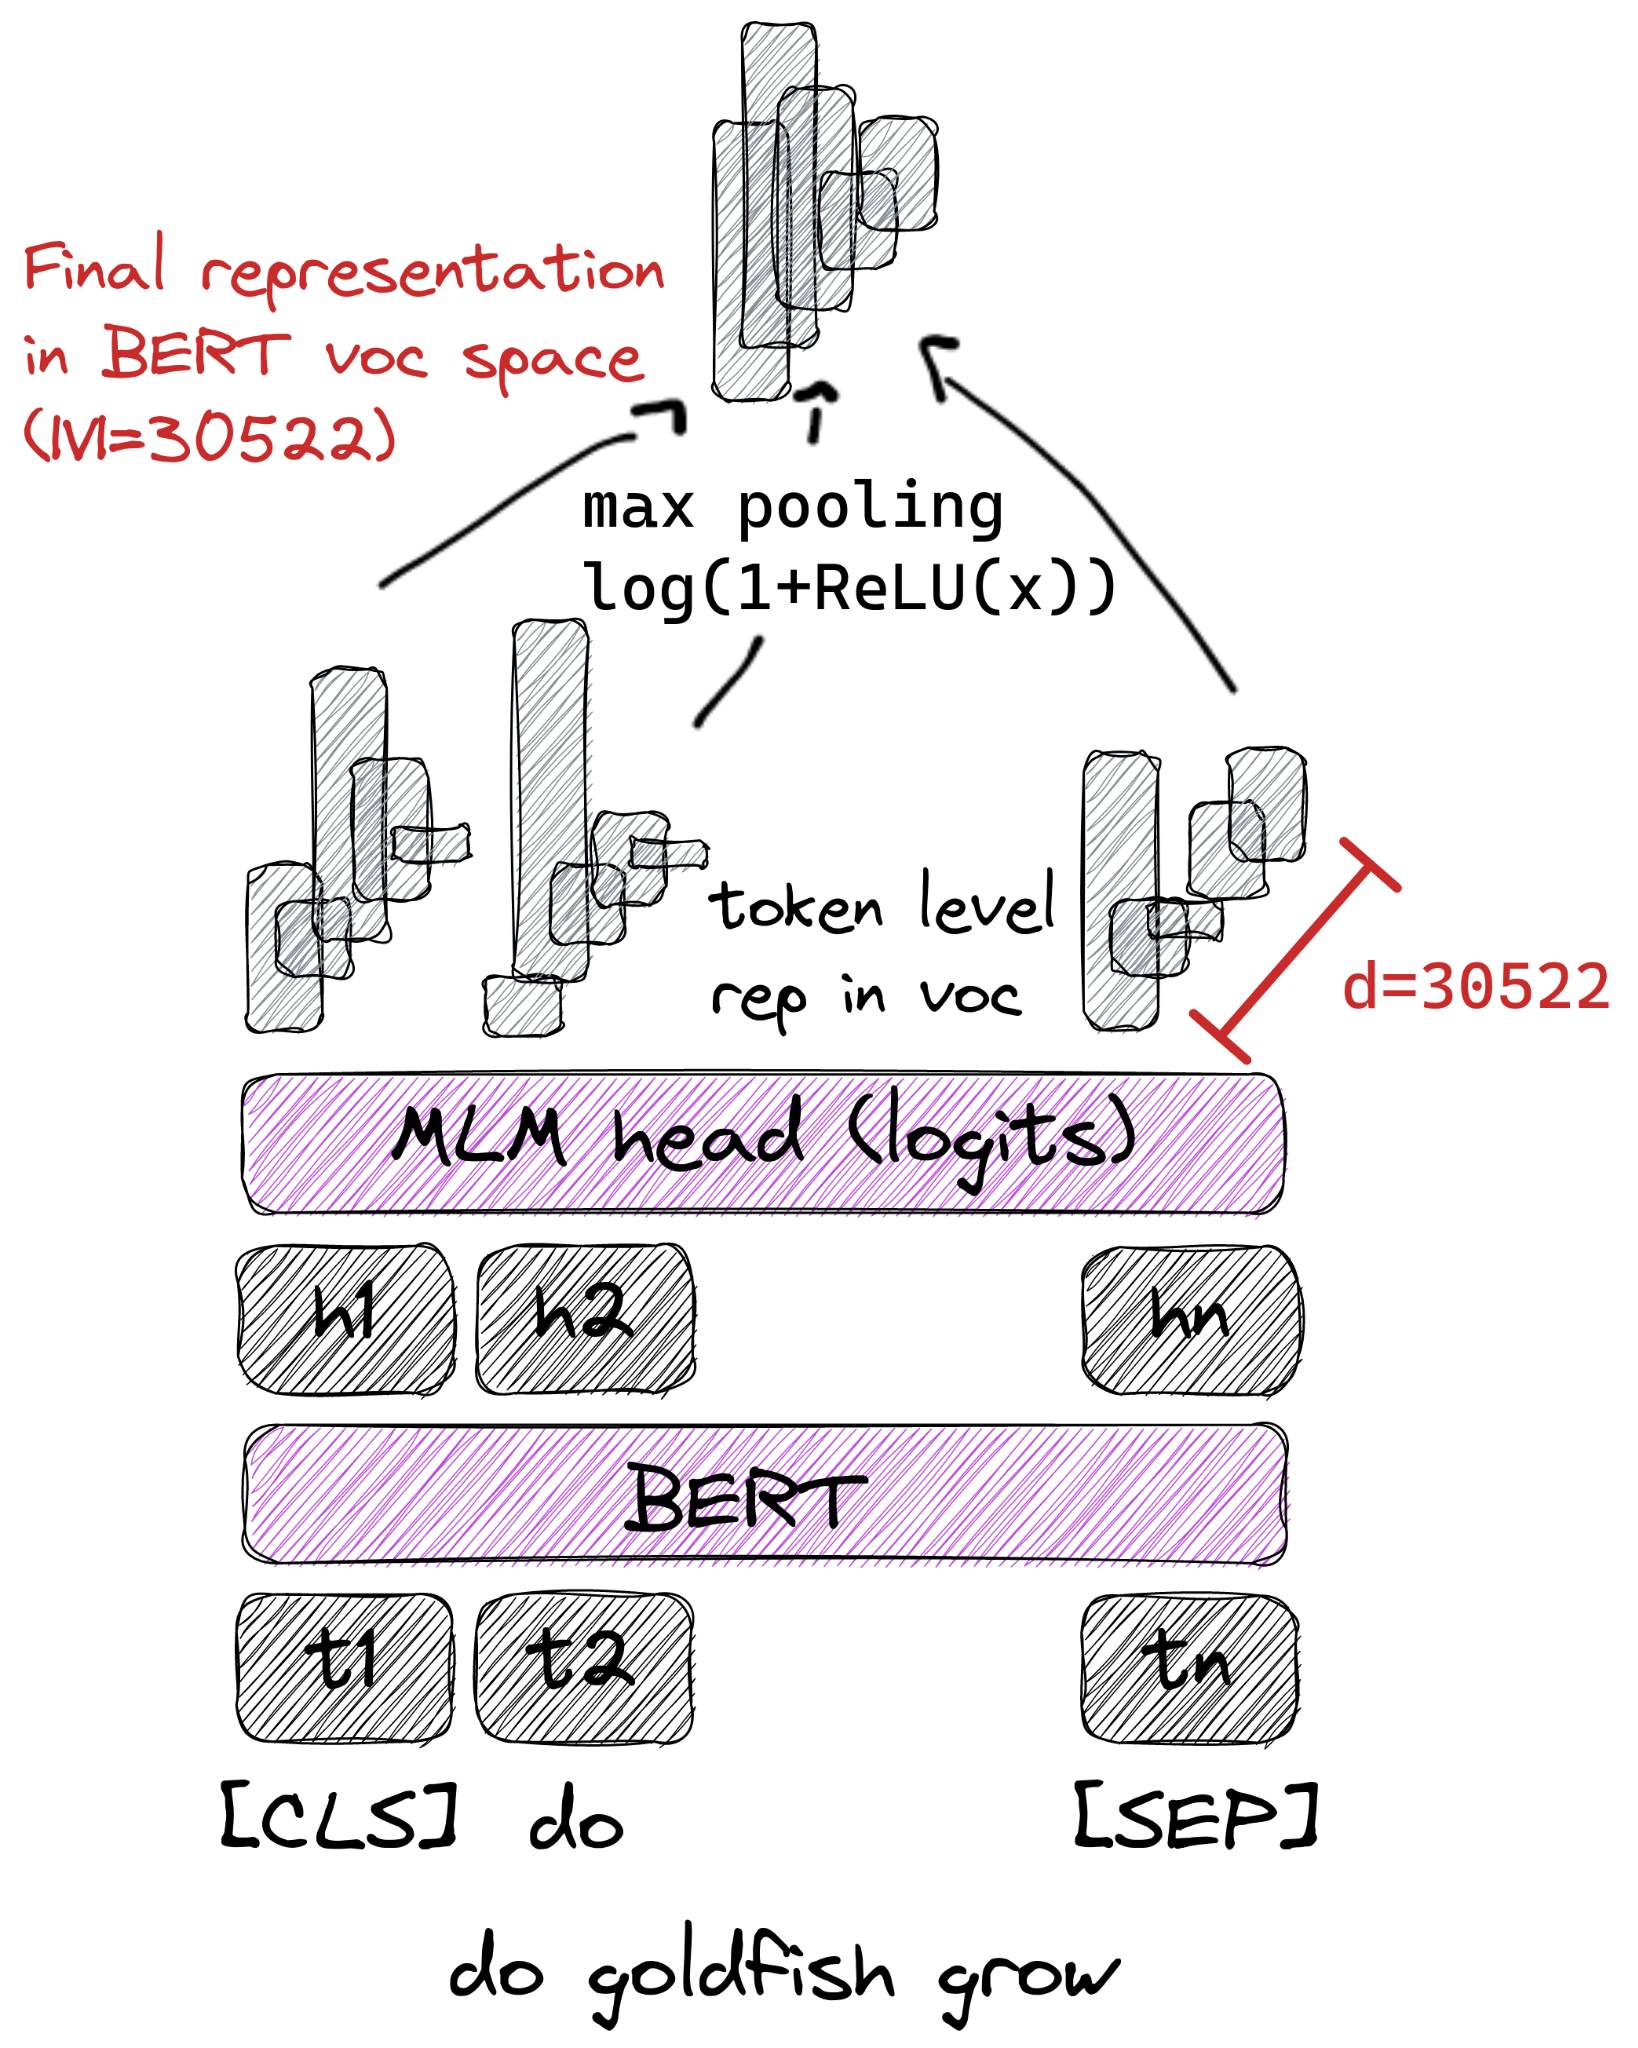 Final representation
in BERT voc space
(|V|=30522)
max pooling
log(1+ReLU(x))
token level
rep in voc
d=30522
MLM head (logits)
h1 h2 hn
BERT
t1 t2 tn
[CLS] do [SEP]
do goldfish grow